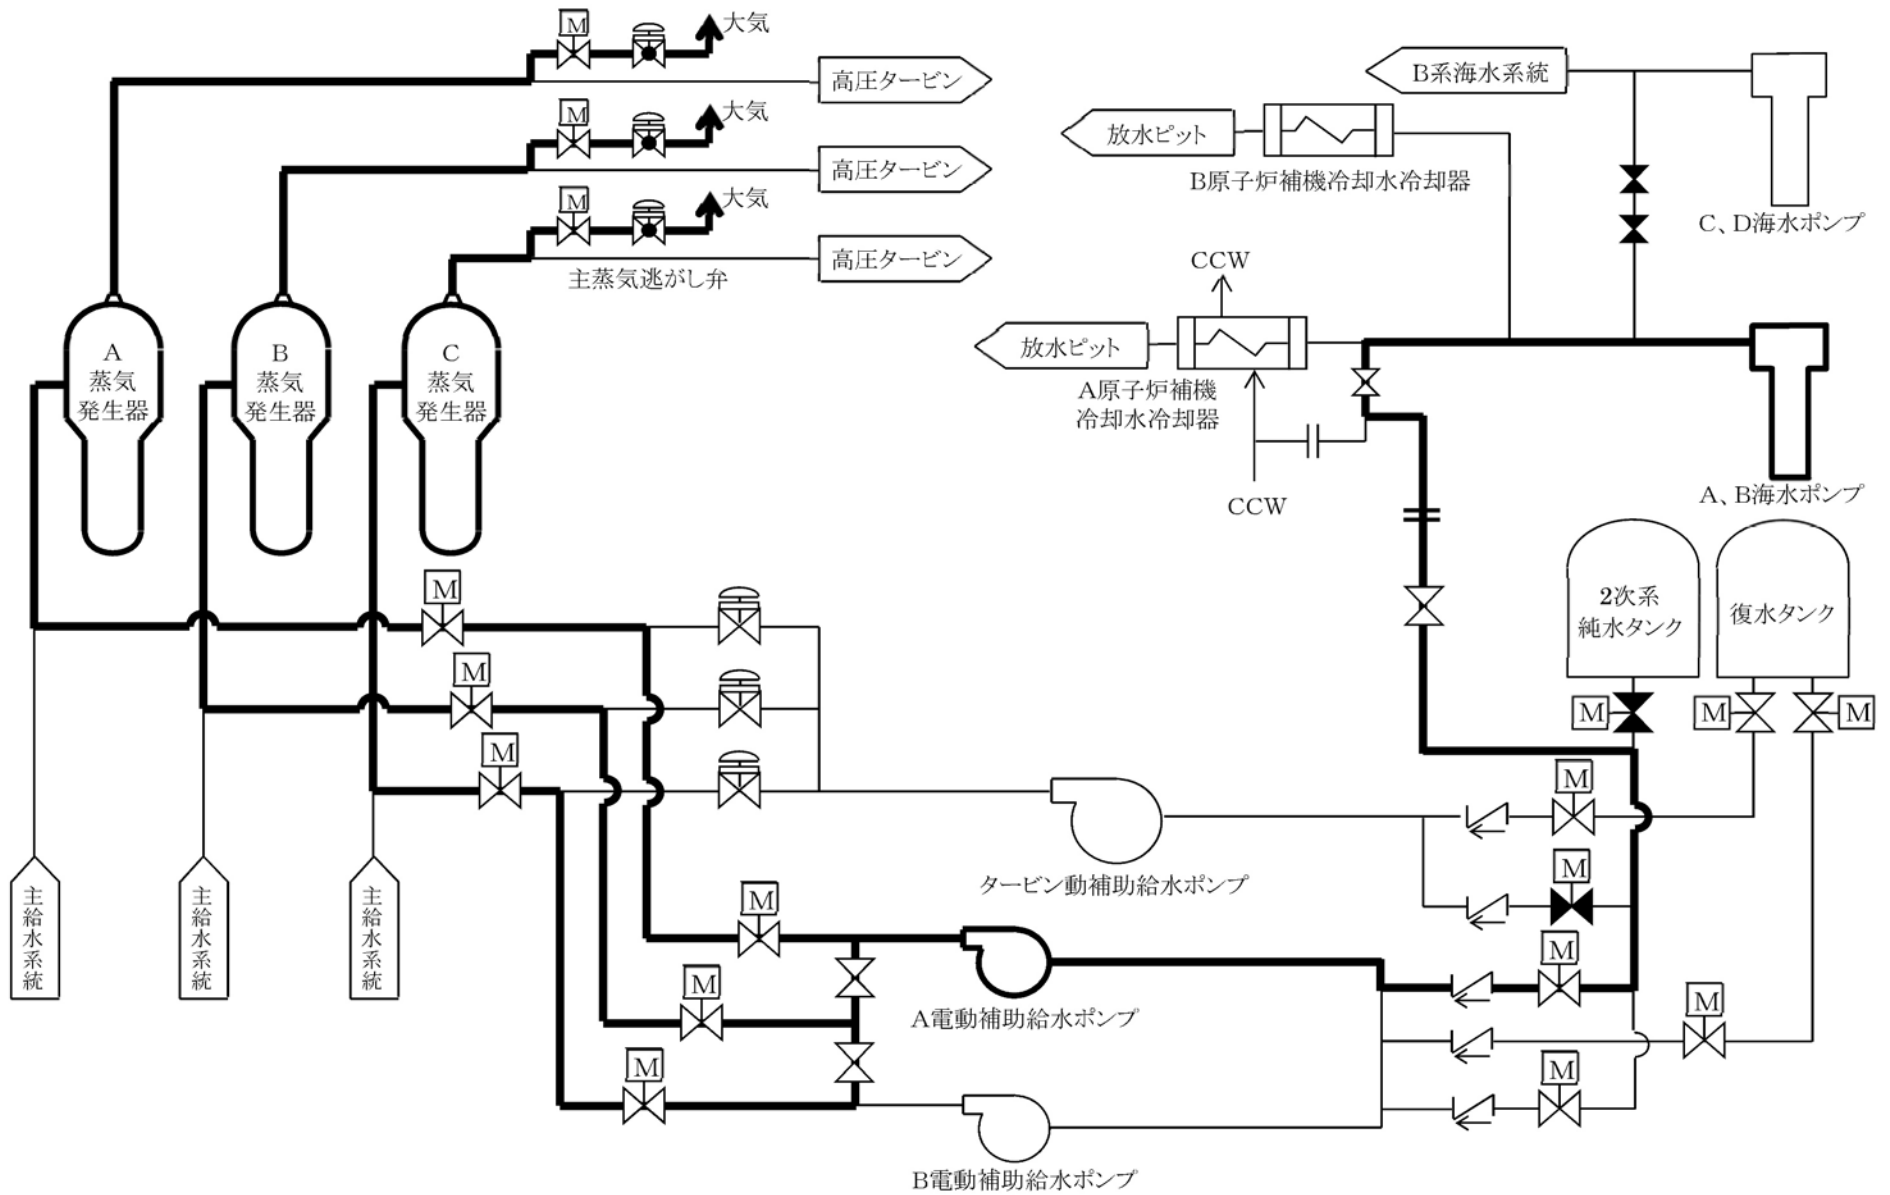 M
大気
高圧タービン
M
大気
高圧タービン
M
大気
高圧タービン
主蒸気逃がし弁
B系海水系統
放水ピット
B原子炉補機冷却水冷却器
C、D海水ポンプ
CCW
放水ピット
A原子炉補機
冷却水冷却器
CCW
A、B海水ポンプ
A
蒸気
発生器
B
蒸気
発生器
C
蒸気
発生器
2次系
純水タンク
復水タンク
M
M
M
M
M
M
M
M
タービン動補助給水ポンプ
主給水系統
主給水系統
主給水系統
M
M
A電動補助給水ポンプ
M
M
M
M
B電動補助給水ポンプ